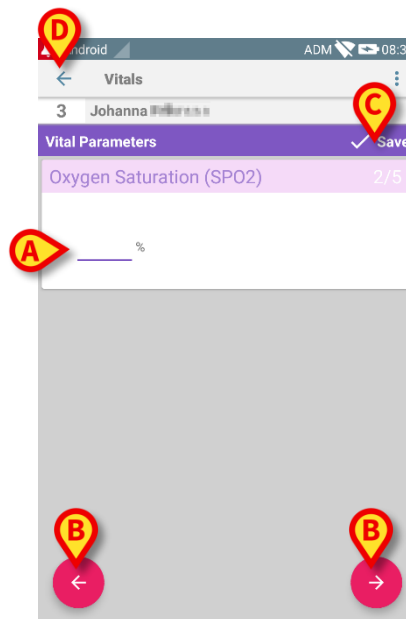 D
Android ADM 08:3
Vitals
C
3 Johanna
Vital Parameters Save
Oxygen Saturation (SPO2) 2/5
A
%
B B